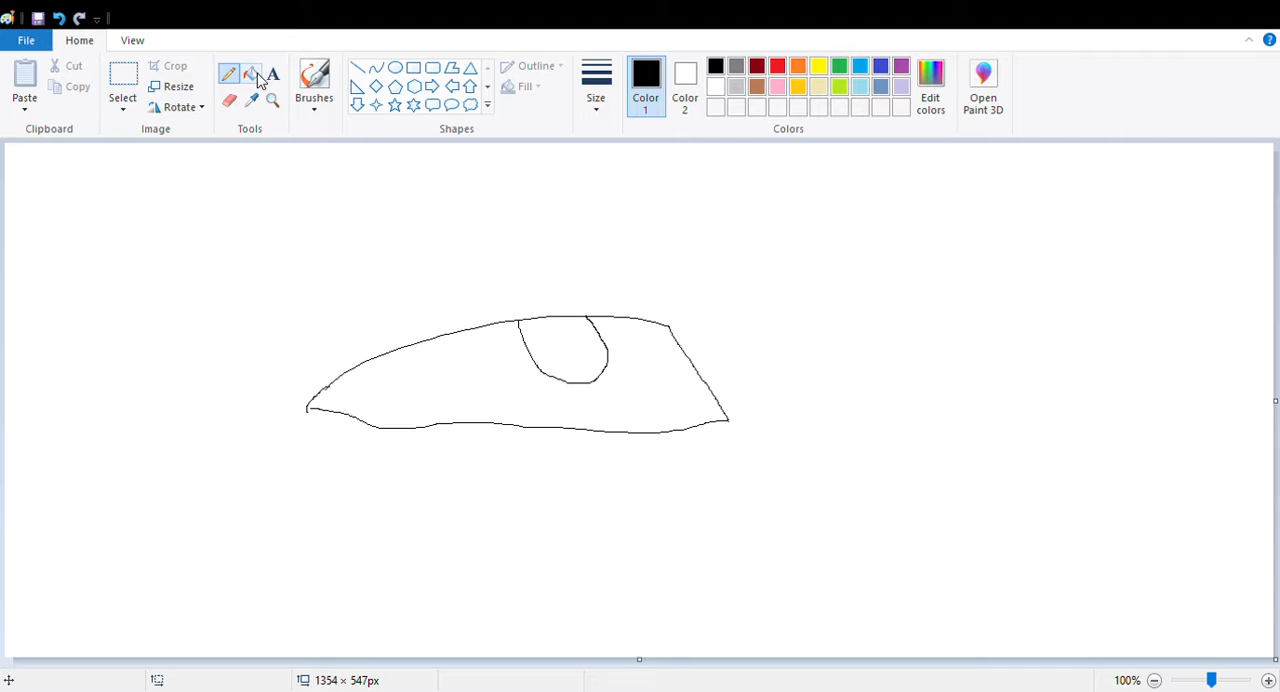 File Home View
Paste
Cut
Copy
Clipboard
Select
Crop
Resize
Rotate
Image
A
Tools
Brushes
Outline
Fill
Shapes
Size
Color 1
Color 2
Edit colors
Colors
Open Paint 3D
?
1354 × 547px
100%